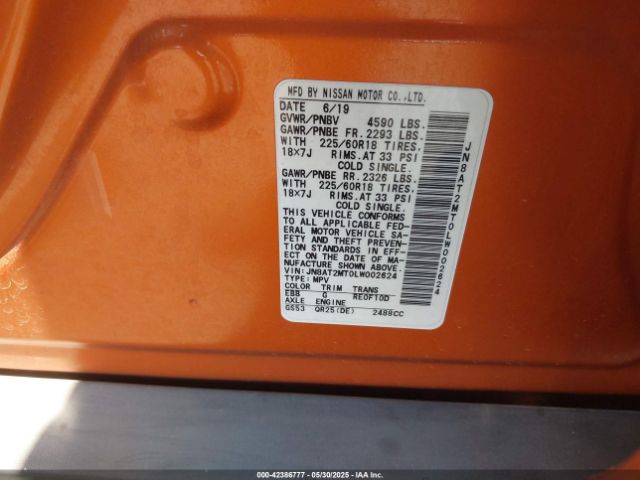 MFD BY NISSAN MOTOR CO.,LTD.
DATE 6/19
GVWR/PNBV 4590 LBS.
GAWR/PNBE FR. 2293 LBS.
WITH 225/60R18 TIRES.
18×7J RIMS.AT 33 PSI
COLD SINGLE.
GAWR/PNBE RR. 2326 LBS.
WITH 225/60R18 TIRES.
18×7J RIMS.AT 33 PSI
COLD SINGLE.
THIS VEHICLE CONFORMS
TO ALL APPLICABLE FED-
ERAL MOTOR VEHICLE SA-
FETY AND THEFT PREVEN-
TION STANDARDS IN EFF-
ECT ON THE DATE OF MA-
NUFACTURE SHOWN ABOVE.
VIN:JN8AT2MT0LW002624
TYPE:MPV
COLOR TRIM TRANS
EBB G RE0F10D
AXLE ENGINE
GS53 QR25(DE) 2488CC
JN8AT2MT0LW002624
000-42386777 - 05/30/2025 - IAA Inc.